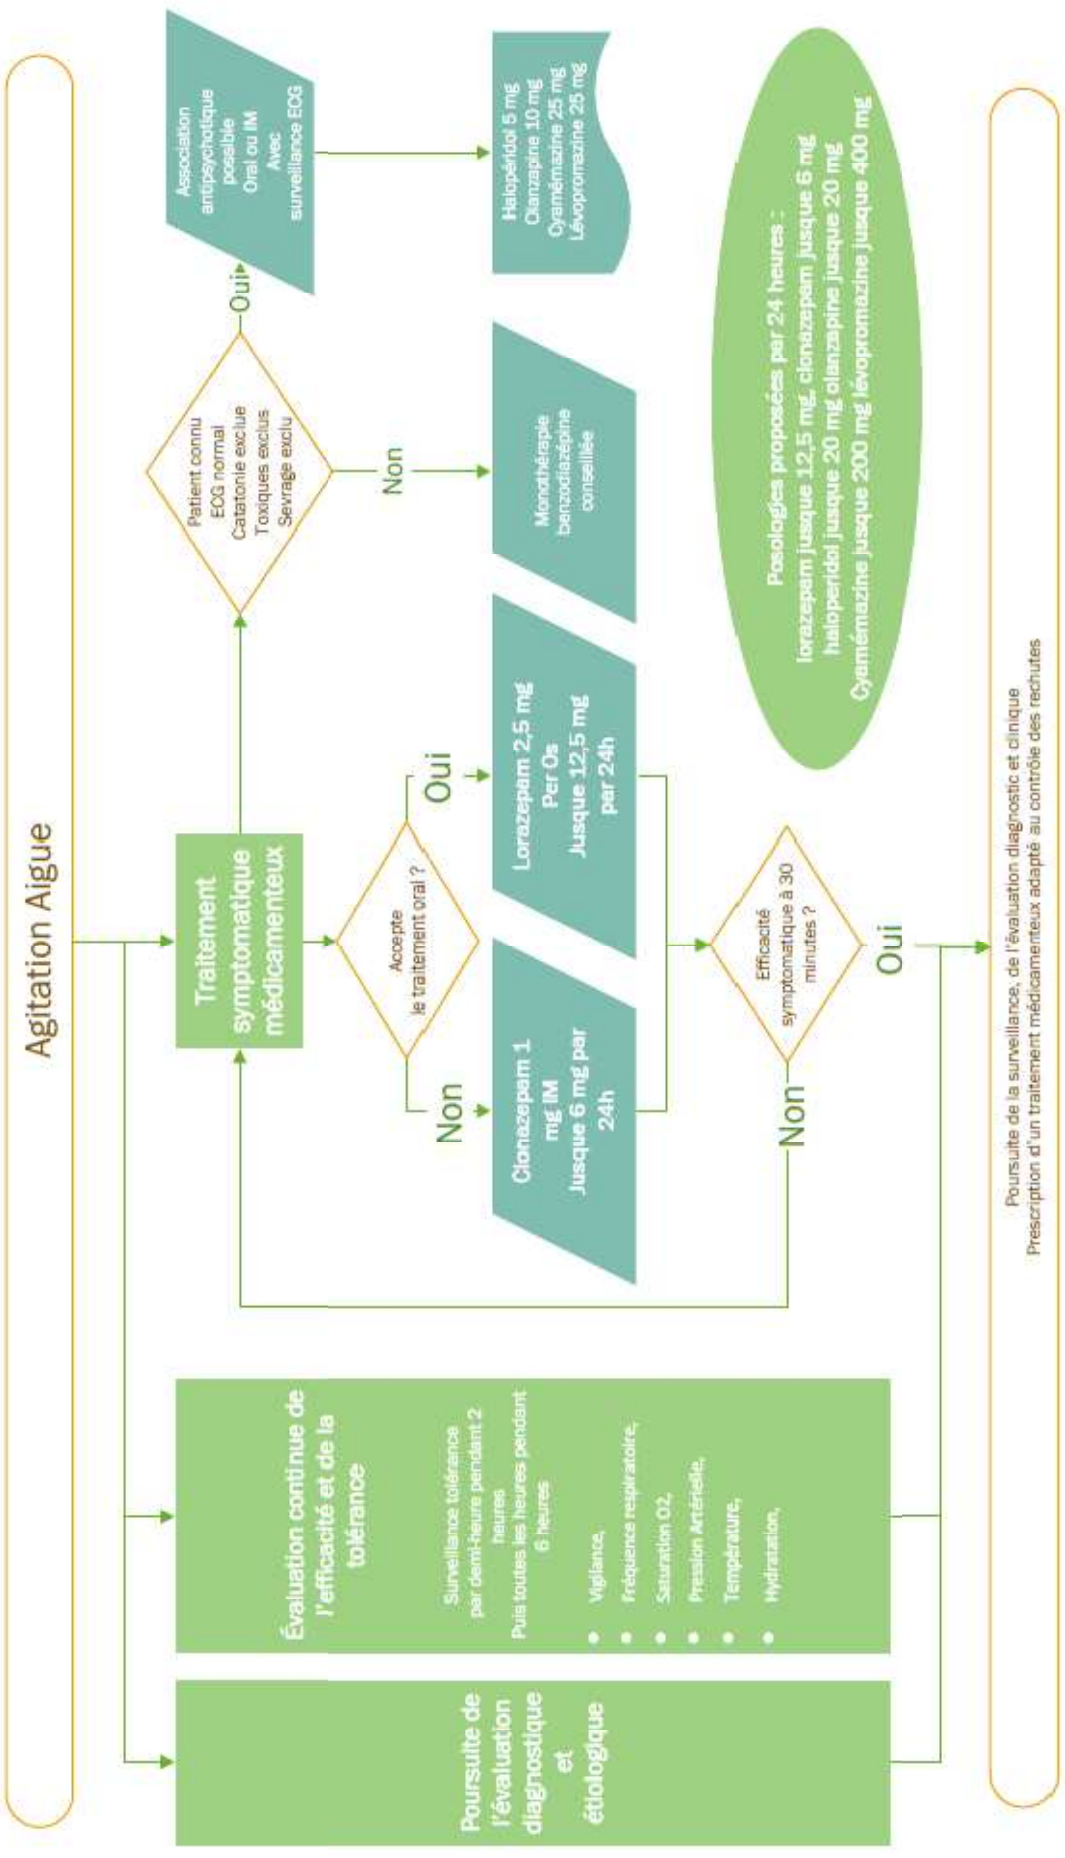 Agitation Aigue
Poursuite de
l'évaluation
diagnostique
et
étiologique
Évaluation continue de
l'efficacité et de la
tolérance
Surveillance tolérance
par demi-heure pendant 2
heures
Puis toutes les heures pendant
6 heures
• Vigilance,
• Fréquence respiratoire,
• Saturation O2,
• Pression Artérielle,
• Température,
• Hydratation,
Traitement
symptomatique
médicamenteux
Accepte
le traitement oral ?
Non
Oui
Clonazepam 1
mg IM
Jusque 6 mg par
24h
Lorazepam 2,5 mg
Per Os
Jusque 12,5 mg
par 24h
Efficacité
symptomatique à 30
minutes ?
Non
Oui
Patient connu
ECG normal
Catatonie exclue
Toxiques exclus
Sevrage exclu
Oui
Non
Association
antipsychotique
possible
Oral ou IM
Avec
surveillance ECG
Monothérapie
benzodiazépine
conseillée
Halopéridol 5 mg
Olanzapine 10 mg
Cyamémazine 25 mg
Lévopromazine 25 mg
Posologies proposées par 24 heures :
lorazepam jusque 12,5 mg, clonazepam jusque 6 mg
haloperidol jusque 20 mg olanzapine jusque 20 mg
Cyamémazine jusque 200 mg lévopromazine jusque 400 mg
Poursuite de la surveillance, de l'évaluation diagnostic et clinique
Prescription d'un traitement médicamenteux adapté au contrôle des rechutes